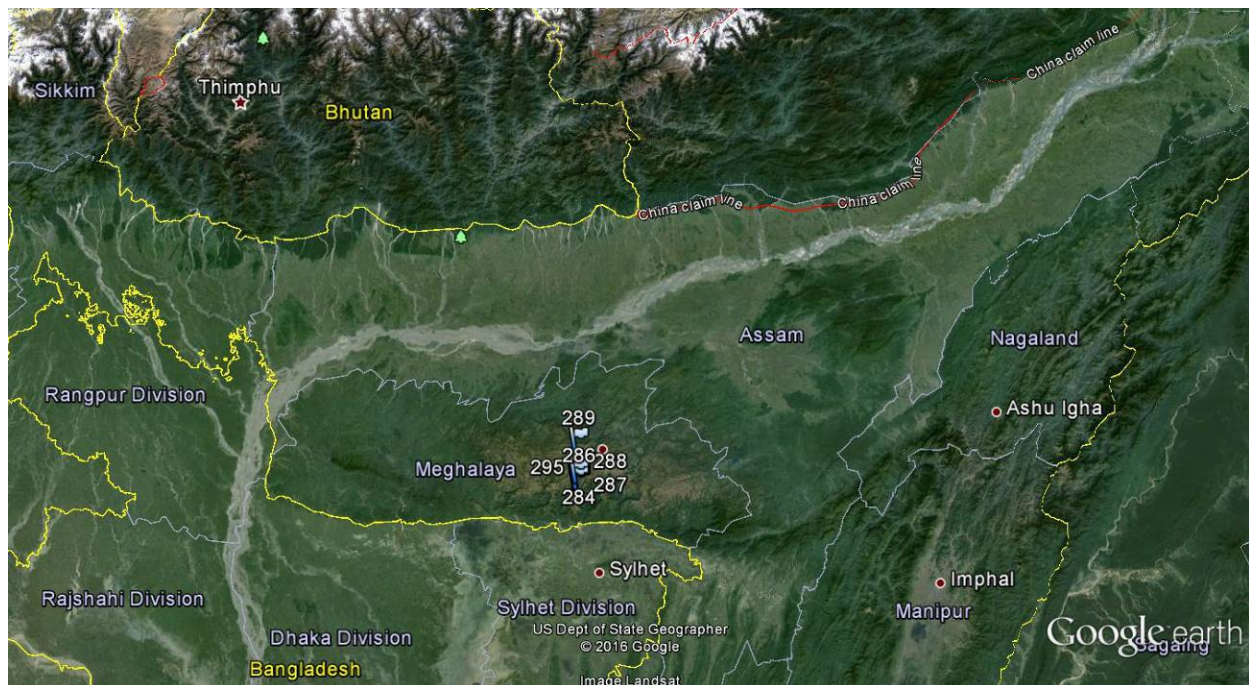 China claim line
Sikkim
Thimphu
Bhutan
China claim line
China claim line
Assam
Nagaland
Rangpur Division
Ashu Igha
289
286
288
295
Meghalaya
287
284
Sylhet
Imphal
Rajshahi Division
Sylhet Division
Manipur
US Dept of State Geographer
Dhaka Division
Google earth
© 2016 Google
Sagaing
Bangladesh
Image Landsat